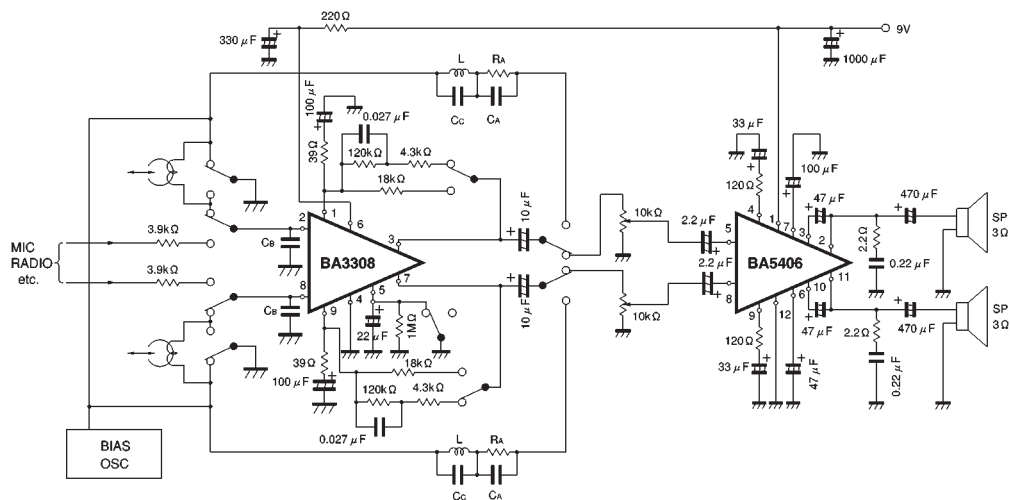 220Ω
330 μF
+
9V
+
1000 μF
L
RA
CC
CA
100 μF
+
0.027 μF
39Ω
120kΩ
4.3kΩ
18kΩ
33 μF
+
120Ω
100 μF
+
47 μF
+
470 μF
+
SP
3Ω
10 μF
+
10kΩ
2.2 μF
+
2.2Ω
0.22 μF
3.9kΩ
MIC
RADIO
etc.
3.9kΩ
CB
CB
2
1
6
3
BA3308
7
8
9
4
5
4
1
7
3
2
5
BA5406
11
8
10
9
12
6
2.2 μF
+
10 μF
+
10kΩ
22 μF
+
1MΩ
39Ω
100 μF
+
18kΩ
120kΩ
4.3kΩ
0.027 μF
120Ω
33 μF
+
47 μF
+
+
47 μF
2.2Ω
0.22 μF
470 μF
+
SP
3Ω
BIAS
OSC
L
RA
CC
CA